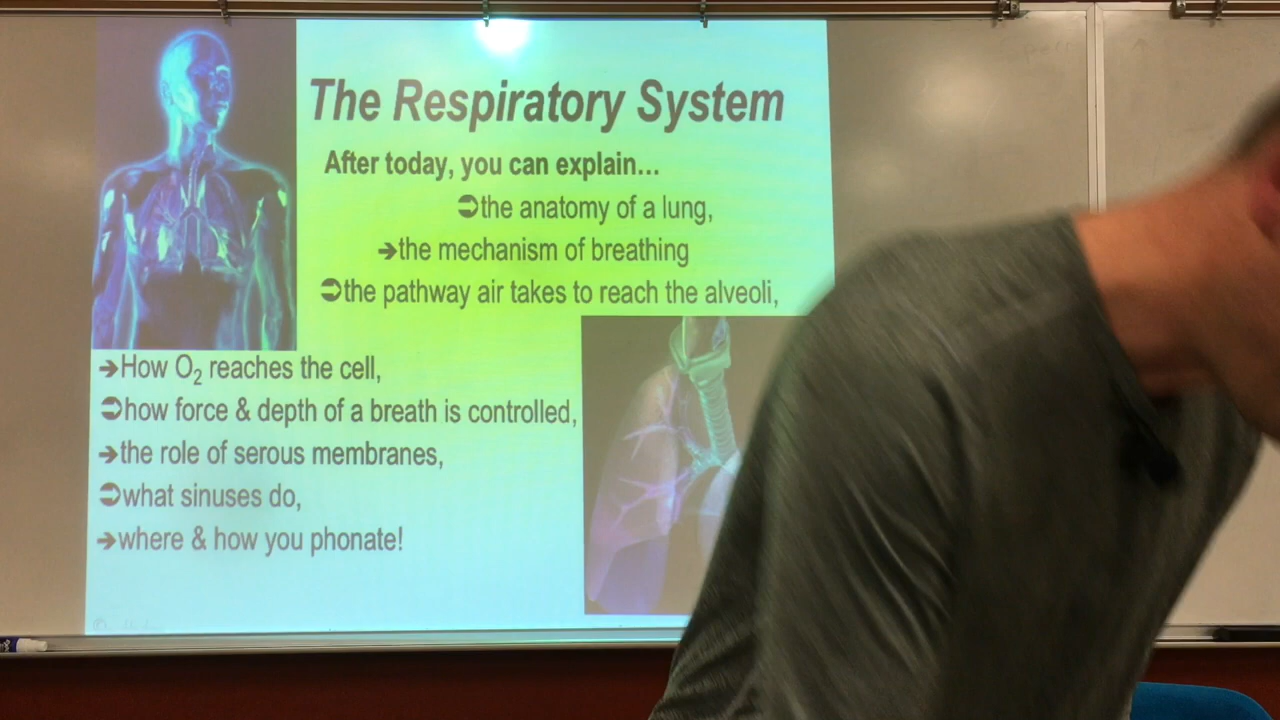 The Respiratory System
After today, you can explain...
➲the anatomy of a lung,
➔the mechanism of breathing
➲the pathway air takes to reach the alveoli,
➔How O₂ reaches the cell,
➲how force & depth of a breath is controlled,
➔the role of serous membranes,
➲what sinuses do,
➔where & how you phonate!